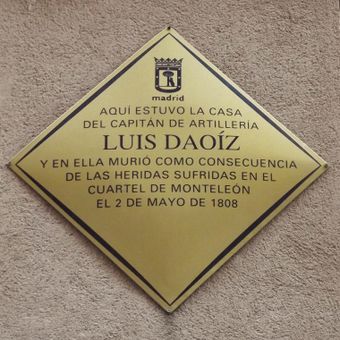 madrid
AQUÍ ESTUVO LA CASA
DEL CAPITÁN DE ARTILLERÍA
LUIS DAOÍZ
Y EN ELLA MURIÓ COMO CONSECUENCIA
DE LAS HERIDAS SUFRIDAS EN EL
CUARTEL DE MONTELEÓN
EL 2 DE MAYO DE 1808